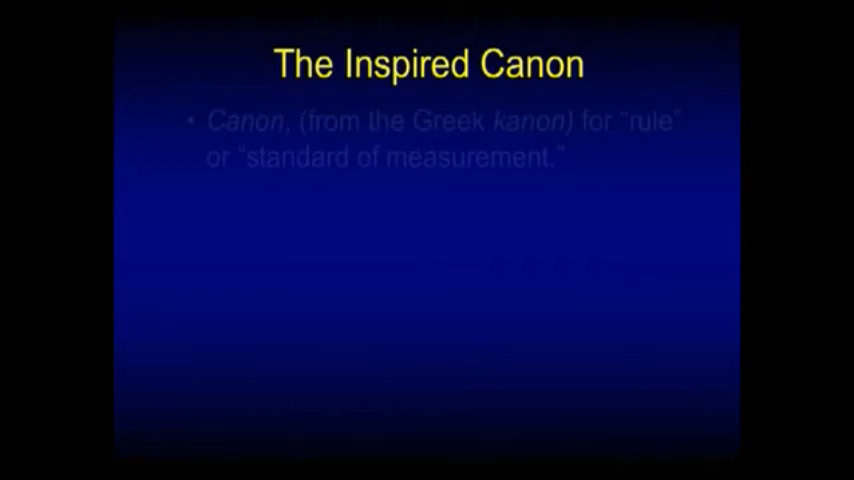 The Inspired Canon
• Canon, (from the Greek kanon) for “rule”
or “standard of measurement.”